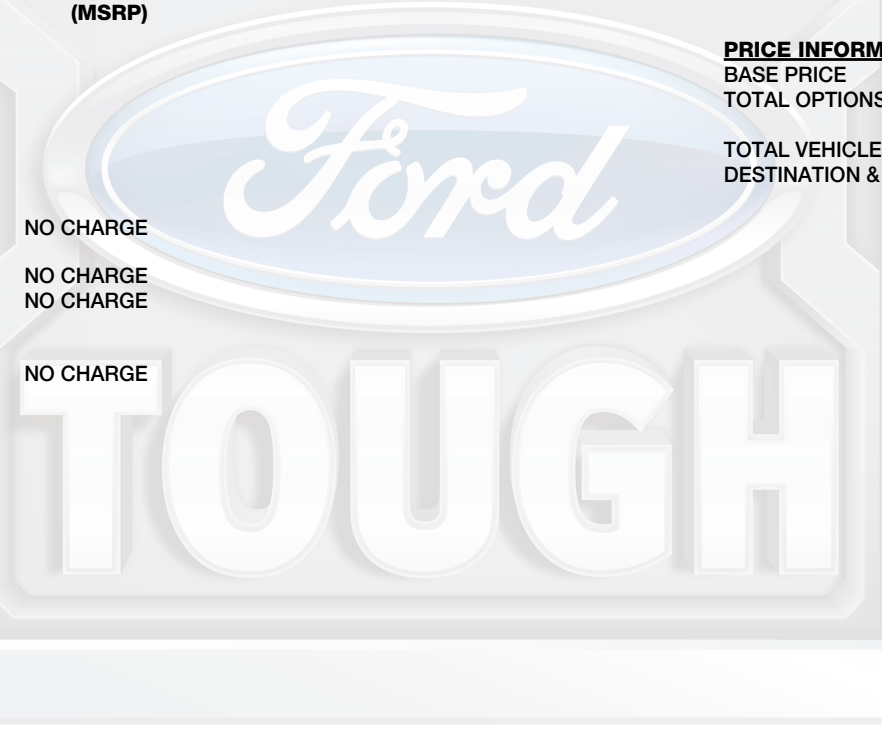 (MSRP)
NO CHARGE
NO CHARGE
NO CHARGE
NO CHARGE
PRICE INFORM
BASE PRICE
TOTAL OPTIONS
TOTAL VEHICLE
DESTINATION &
Ford
TOUGH